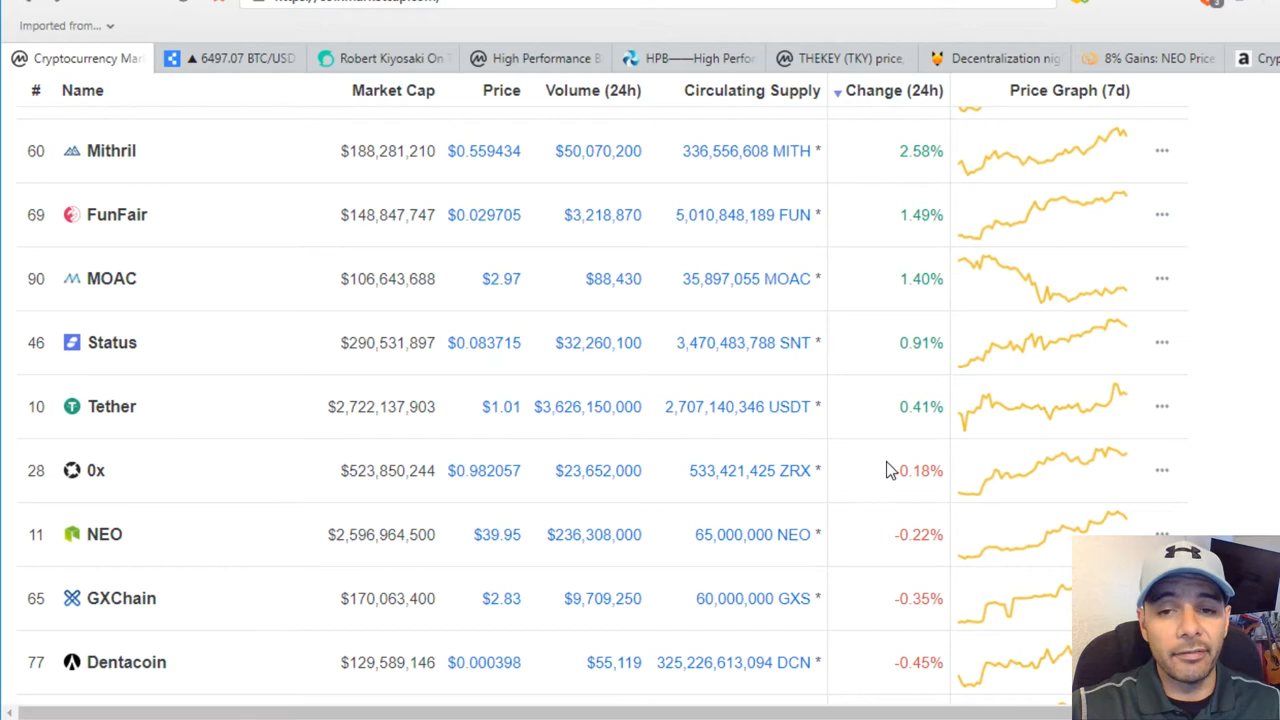 Imported from...
Cryptocurrency Mar
▲ 6497.07 BTC/USD
Robert Kiyosaki On T
High Performance B
HPB——High Perfor
THEKEY (TKY) price,
Decentralization nig
8% Gains: NEO Price
Cryp
# Name Market Cap Price Volume (24h) Circulating Supply Change (24h) Price Graph (7d)
60 Mithril $188,281,210 $0.559434 $50,070,200 336,556,608 MITH * 2.58%
69 FunFair $148,847,747 $0.029705 $3,218,870 5,010,848,189 FUN * 1.49%
90 MOAC $106,643,688 $2.97 $88,430 35,897,055 MOAC * 1.40%
46 Status $290,531,897 $0.083715 $32,260,100 3,470,483,788 SNT * 0.91%
10 Tether $2,722,137,903 $1.01 $3,626,150,000 2,707,140,346 USDT * 0.41%
28 0x $523,850,244 $0.982057 $23,652,000 533,421,425 ZRX * -0.18%
11 NEO $2,596,964,500 $39.95 $236,308,000 65,000,000 NEO * -0.22%
65 GXChain $170,063,400 $2.83 $9,709,250 60,000,000 GXS * -0.35%
77 Dentacoin $129,589,146 $0.000398 $55,119 325,226,613,094 DCN * -0.45%